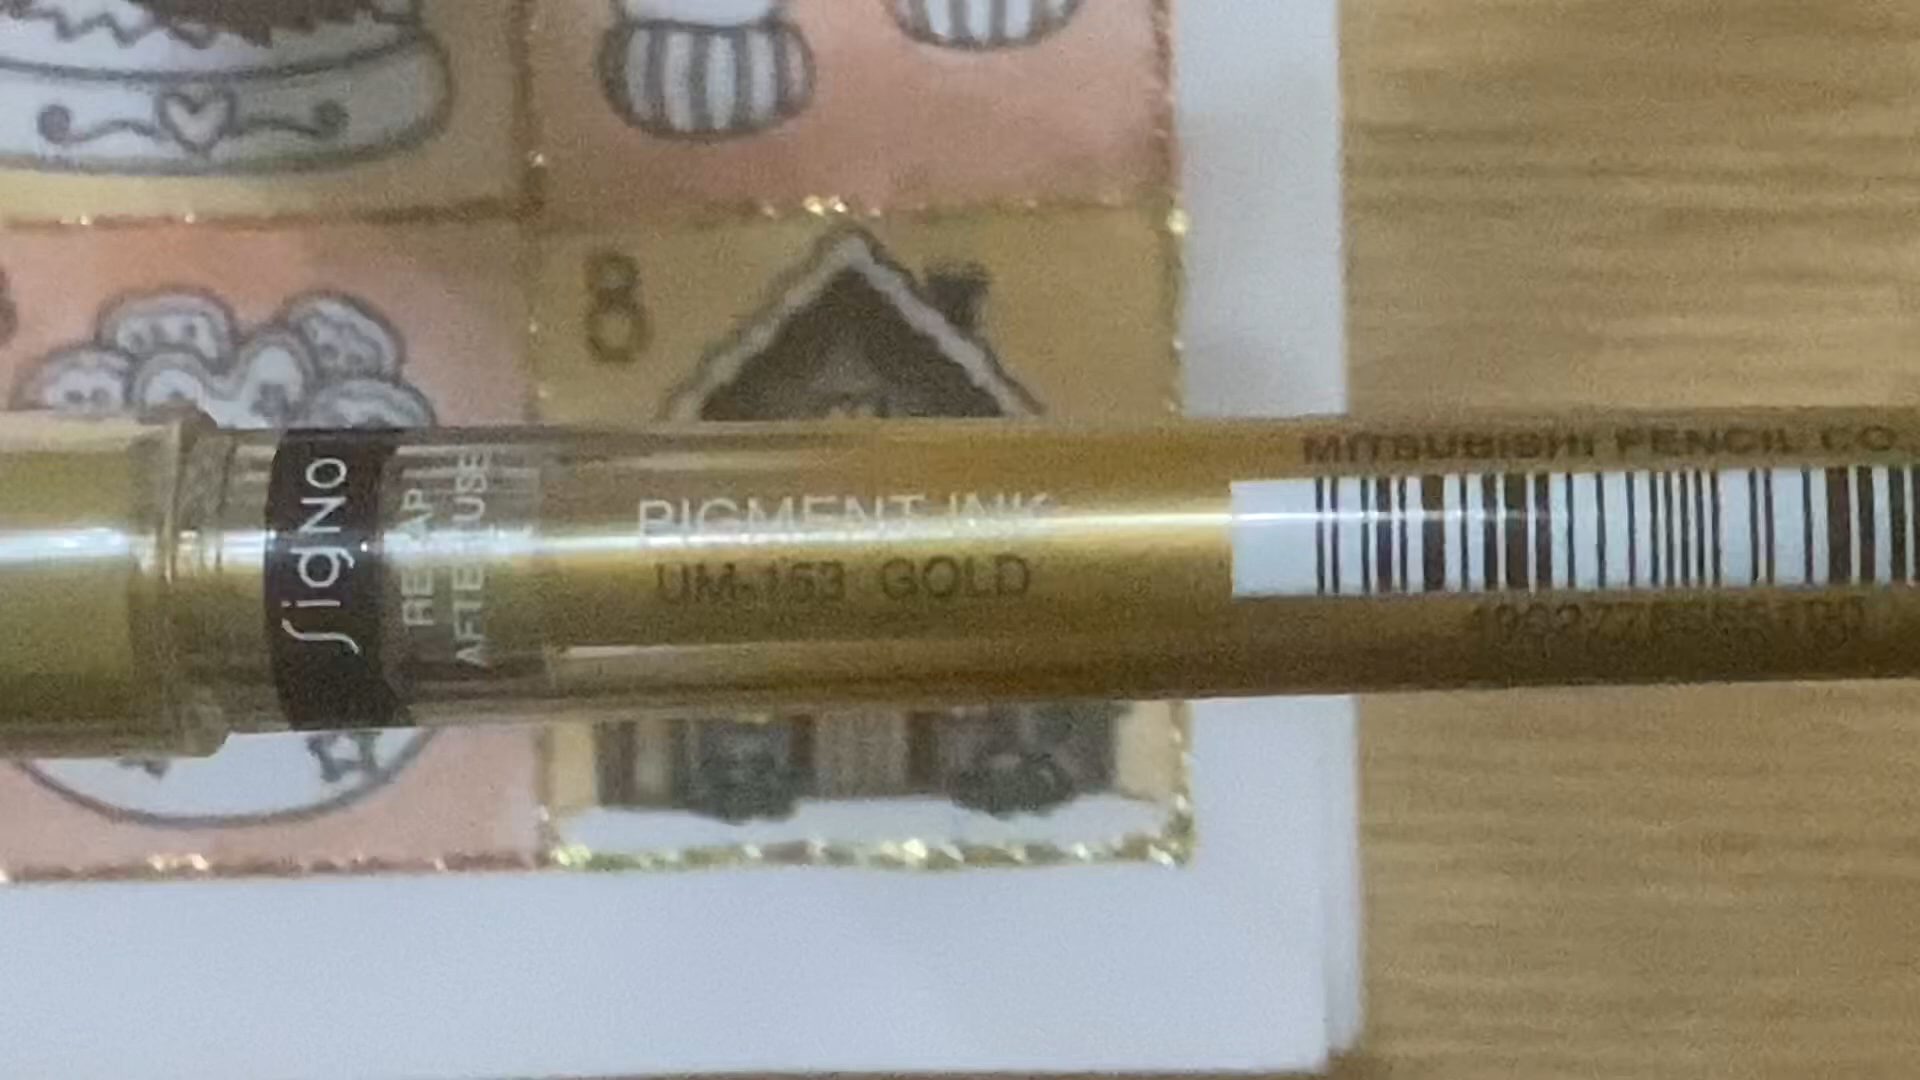 8
MITSUBISHI PENCIL CO
SigNo
RECAP
AFTER USE
PIGMENT INK
UM-153 GOLD